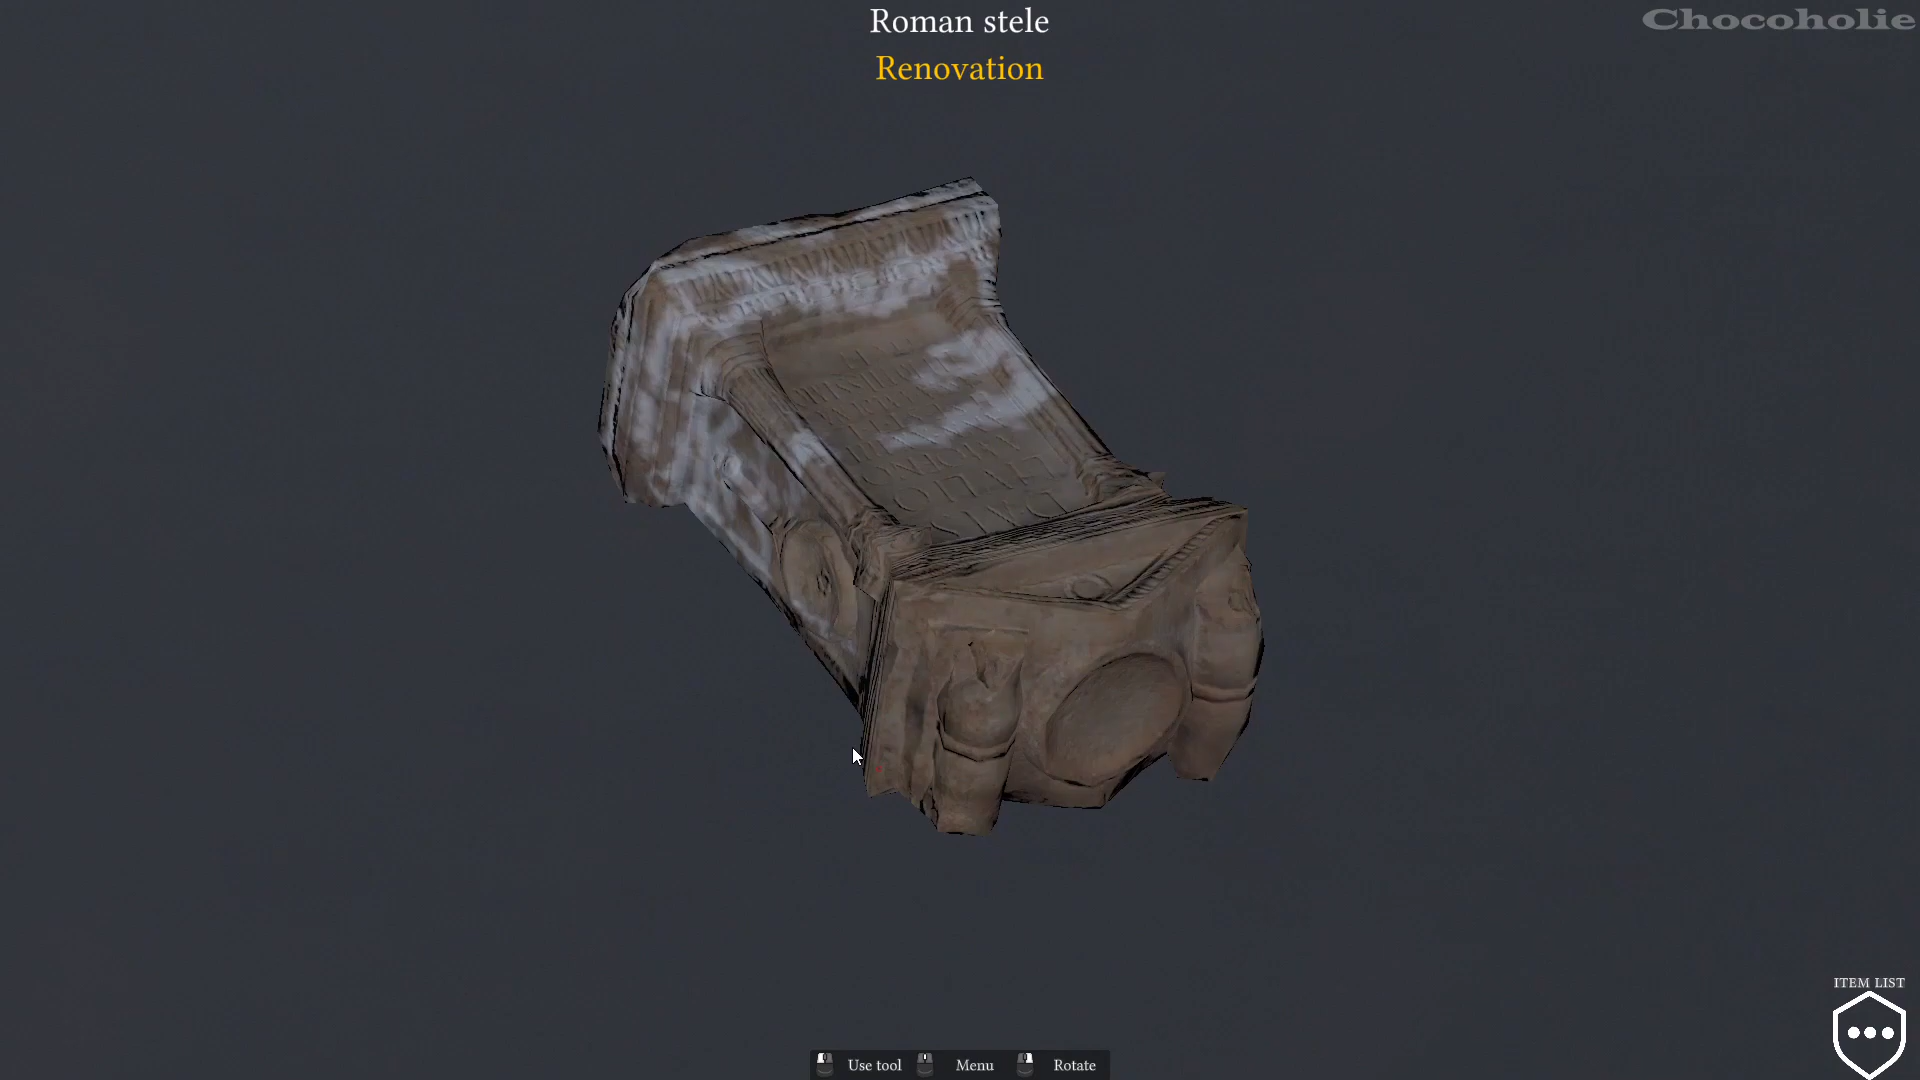 Roman stele
Chocoholie
Renovation
ITEM LIST
Use tool
Menu
Rotate